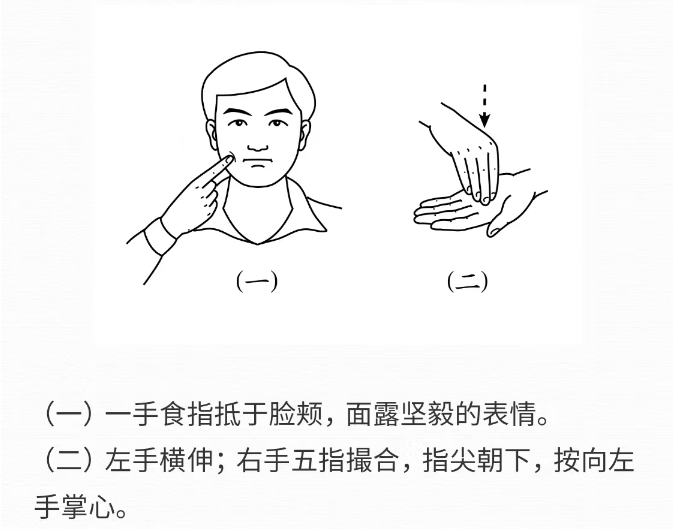 (一) (二)
（一）一手食指抵于脸颊，面露坚毅的表情。
（二）左手横伸；右手五指撮合，指尖朝下，按向左
手掌心。